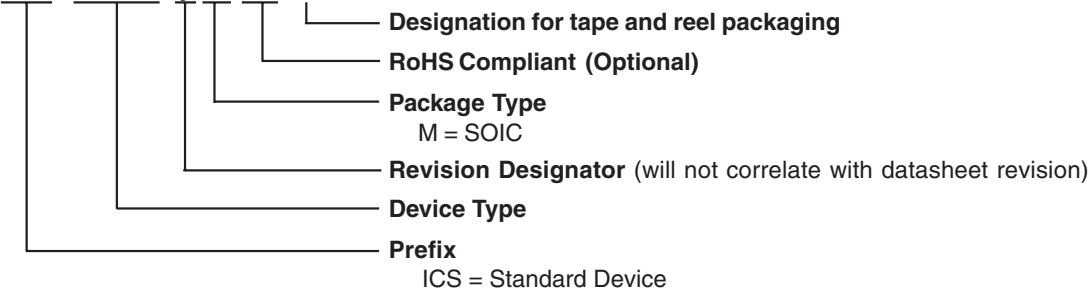 Designation for tape and reel packaging
RoHS Compliant (Optional)
Package Type
M = SOIC
Revision Designator (will not correlate with datasheet revision)
Device Type
Prefix
ICS = Standard Device